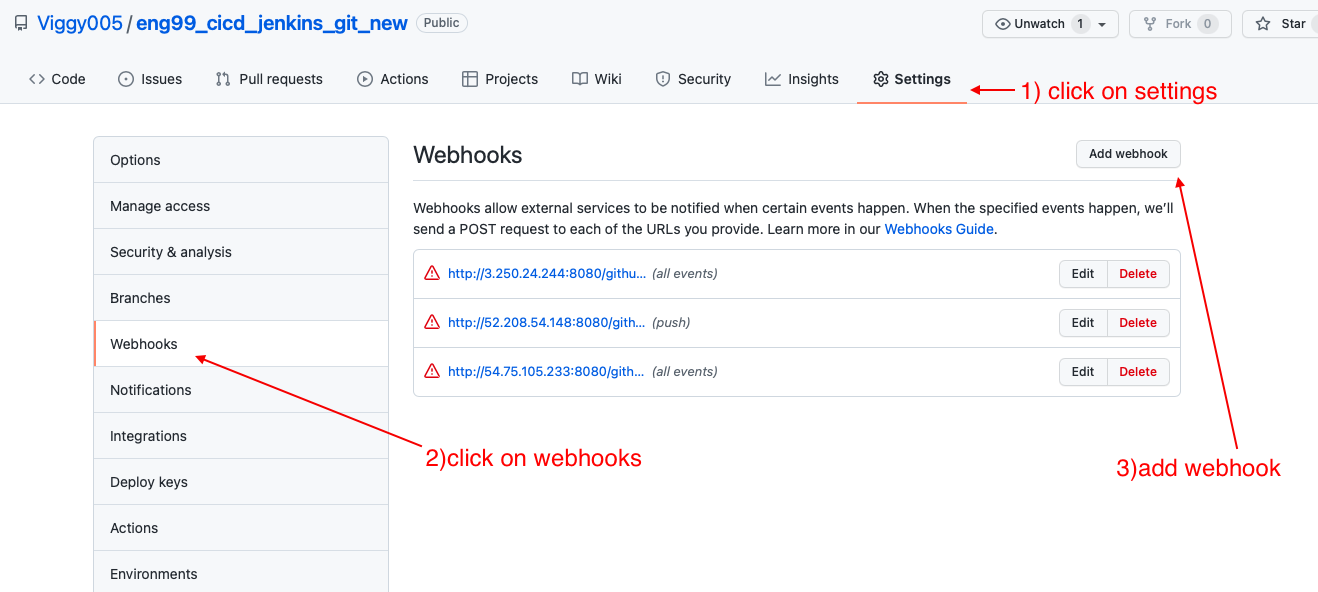 Viggy005 / eng99_cicd_jenkins_git_new Public Unwatch 1 Fork 0 Star
Code Issues Pull requests Actions Projects Wiki Security Insights Settings
1) click on settings
Options
Manage access
Security & analysis
Branches
Webhooks
Notifications
Integrations
Deploy keys
Actions
Environments
Webhooks Add webhook
Webhooks allow external services to be notified when certain events happen. When the specified events happen, we'll
send a POST request to each of the URLs you provide. Learn more in our Webhooks Guide.
http://3.250.24.244:8080/githu... (all events) Edit Delete
http://52.208.54.148:8080/gith... (push) Edit Delete
http://54.75.105.233:8080/gith... (all events) Edit Delete
2)click on webhooks
3)add webhook